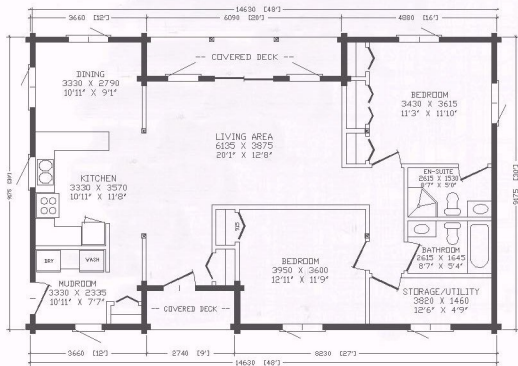 14630 [48']
3660 [12']
6090 [20']
4880 [16']
-- COVERED DECK --
DINING
3330 X 2790
10'11" X 9'1"
BEDROOM
3430 X 3615
11'3" X 11'10"
LIVING AREA
6135 X 3875
20'1" X 12'8"
KITCHEN
3330 X 3570
10'11" X 11'8"
EN-SUITE
2615 X 1530
8'7" X 5'0"
9175 [30']
DRY
WASH
BEDROOM
3950 X 3600
12'11" X 11'9"
BATHROOM
2615 X 1645
8'7" X 5'4"
MUDROOM
3330 X 2335
10'11" X 7'7"
STORAGE/UTILITY
3820 X 1460
12'6" X 4'9"
-- COVERED DECK --
3660 [12']
2740 [9']
8230 [27']
14630 [48']